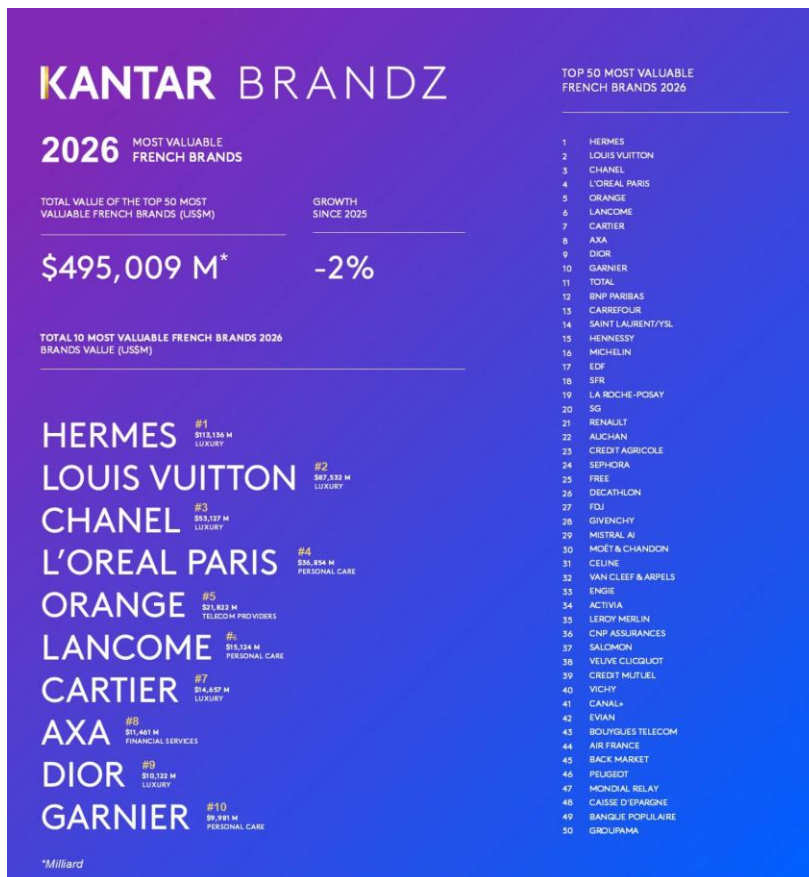 KANTAR BRANDZ
2026 MOST VALUABLE
FRENCH BRANDS
TOTAL VALUE OF THE TOP 50 MOST
VALUABLE FRENCH BRANDS (US$M)
$495,009 M*
GROWTH
SINCE 2025
-2%
TOTAL 10 MOST VALUABLE FRENCH BRANDS 2026
BRANDS VALUE (US$M)
HERMES
#1
$113,136 M
LUXURY
LOUIS VUITTON
#2
$87,532 M
LUXURY
CHANEL
#3
$53,127 M
LUXURY
L'OREAL PARIS
#4
$36,854 M
PERSONAL CARE
ORANGE
#5
$21,822 M
TELECOM PROVIDERS
LANCOME
#6
$15,124 M
PERSONAL CARE
CARTIER
#7
$14,657 M
LUXURY
AXA
#8
$11,461 M
FINANCIAL SERVICES
DIOR
#9
$10,122 M
LUXURY
GARNIER
#10
$9,981 M
PERSONAL CARE
*Milliard
TOP 50 MOST VALUABLE
FRENCH BRANDS 2026
1 HERMES
2 LOUIS VUITTON
3 CHANEL
4 L'OREAL PARIS
5 ORANGE
6 LANCOME
7 CARTIER
8 AXA
9 DIOR
10 GARNIER
11 TOTAL
12 BNP PARIBAS
13 CARREFOUR
14 SAINT LAURENT/YSL
15 HENNESSY
16 MICHELIN
17 EDF
18 SFR
19 LA ROCHE-POSAY
20 SG
21 RENAULT
22 AUCHAN
23 CREDIT AGRICOLE
24 SEPHORA
25 FREE
26 DECATHLON
27 FDJ
28 GIVENCHY
29 MISTRAL AI
30 MOËT & CHANDON
31 CELINE
32 VAN CLEEF & ARPELS
33 ENGIE
34 ACTIVIA
35 LEROY MERLIN
36 CNP ASSURANCES
37 SALOMON
38 VEUVE CLICQUOT
39 CREDIT MUTUEL
40 VICHY
41 CANAL+
42 EVIAN
43 BOUYGUES TELECOM
44 AIR FRANCE
45 BACK MARKET
46 PEUGEOT
47 MONDIAL RELAY
48 CAISSE D'EPARGNE
49 BANQUE POPULAIRE
50 GROUPAMA